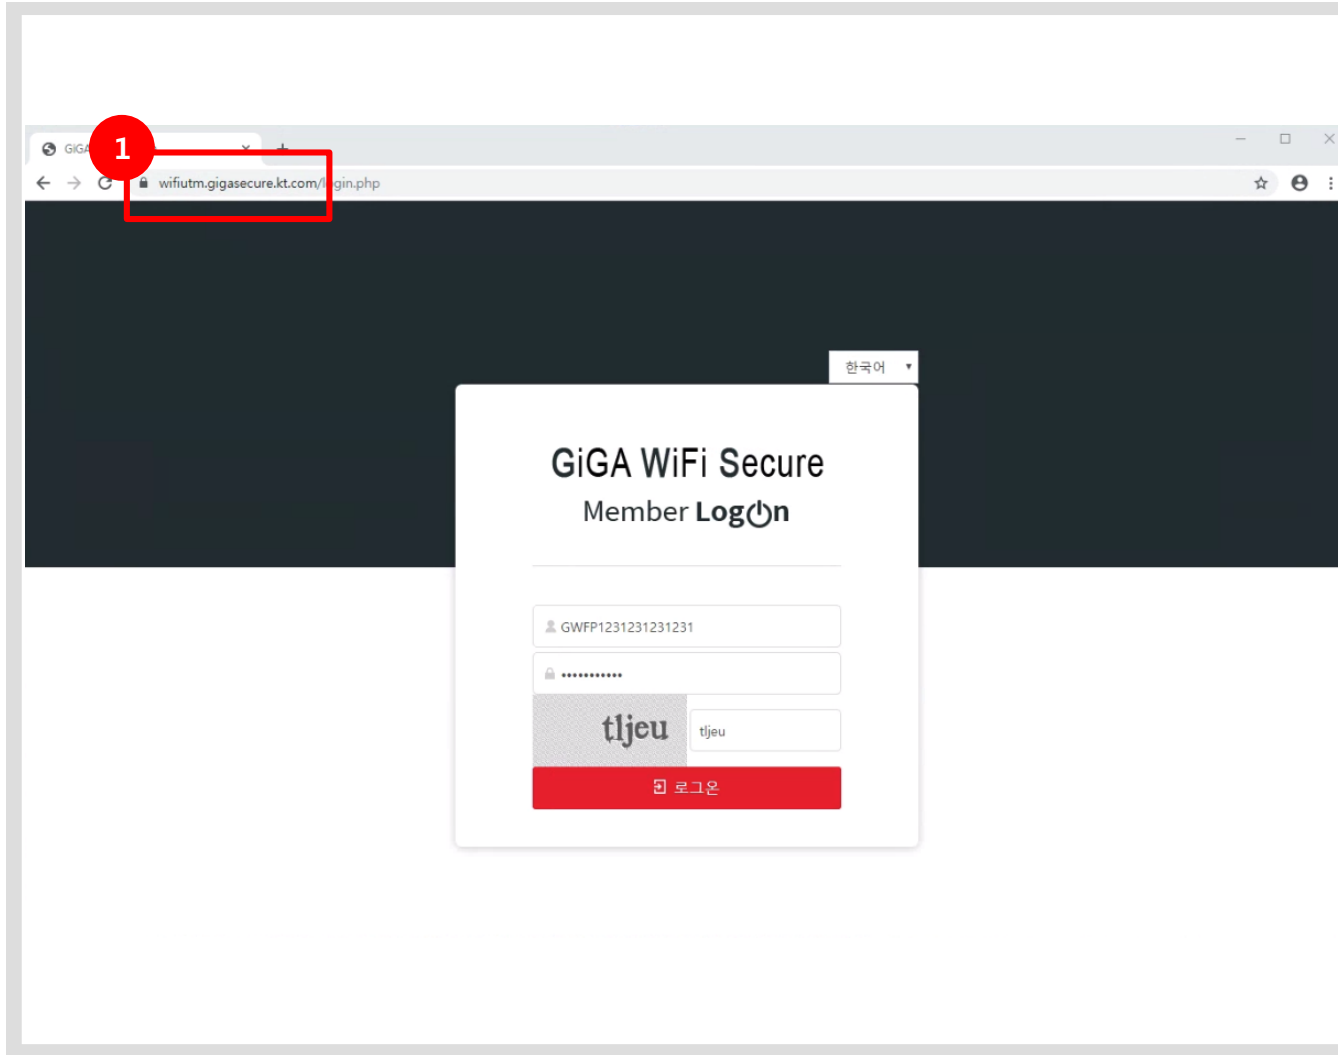 1
GiGA
wifiutm.gigasecure.kt.com/login.php
한국어
GiGA WiFi Secure
Member Logon
GWFP1231231231231
•••••••••••
tljeu
tljeu
로그온